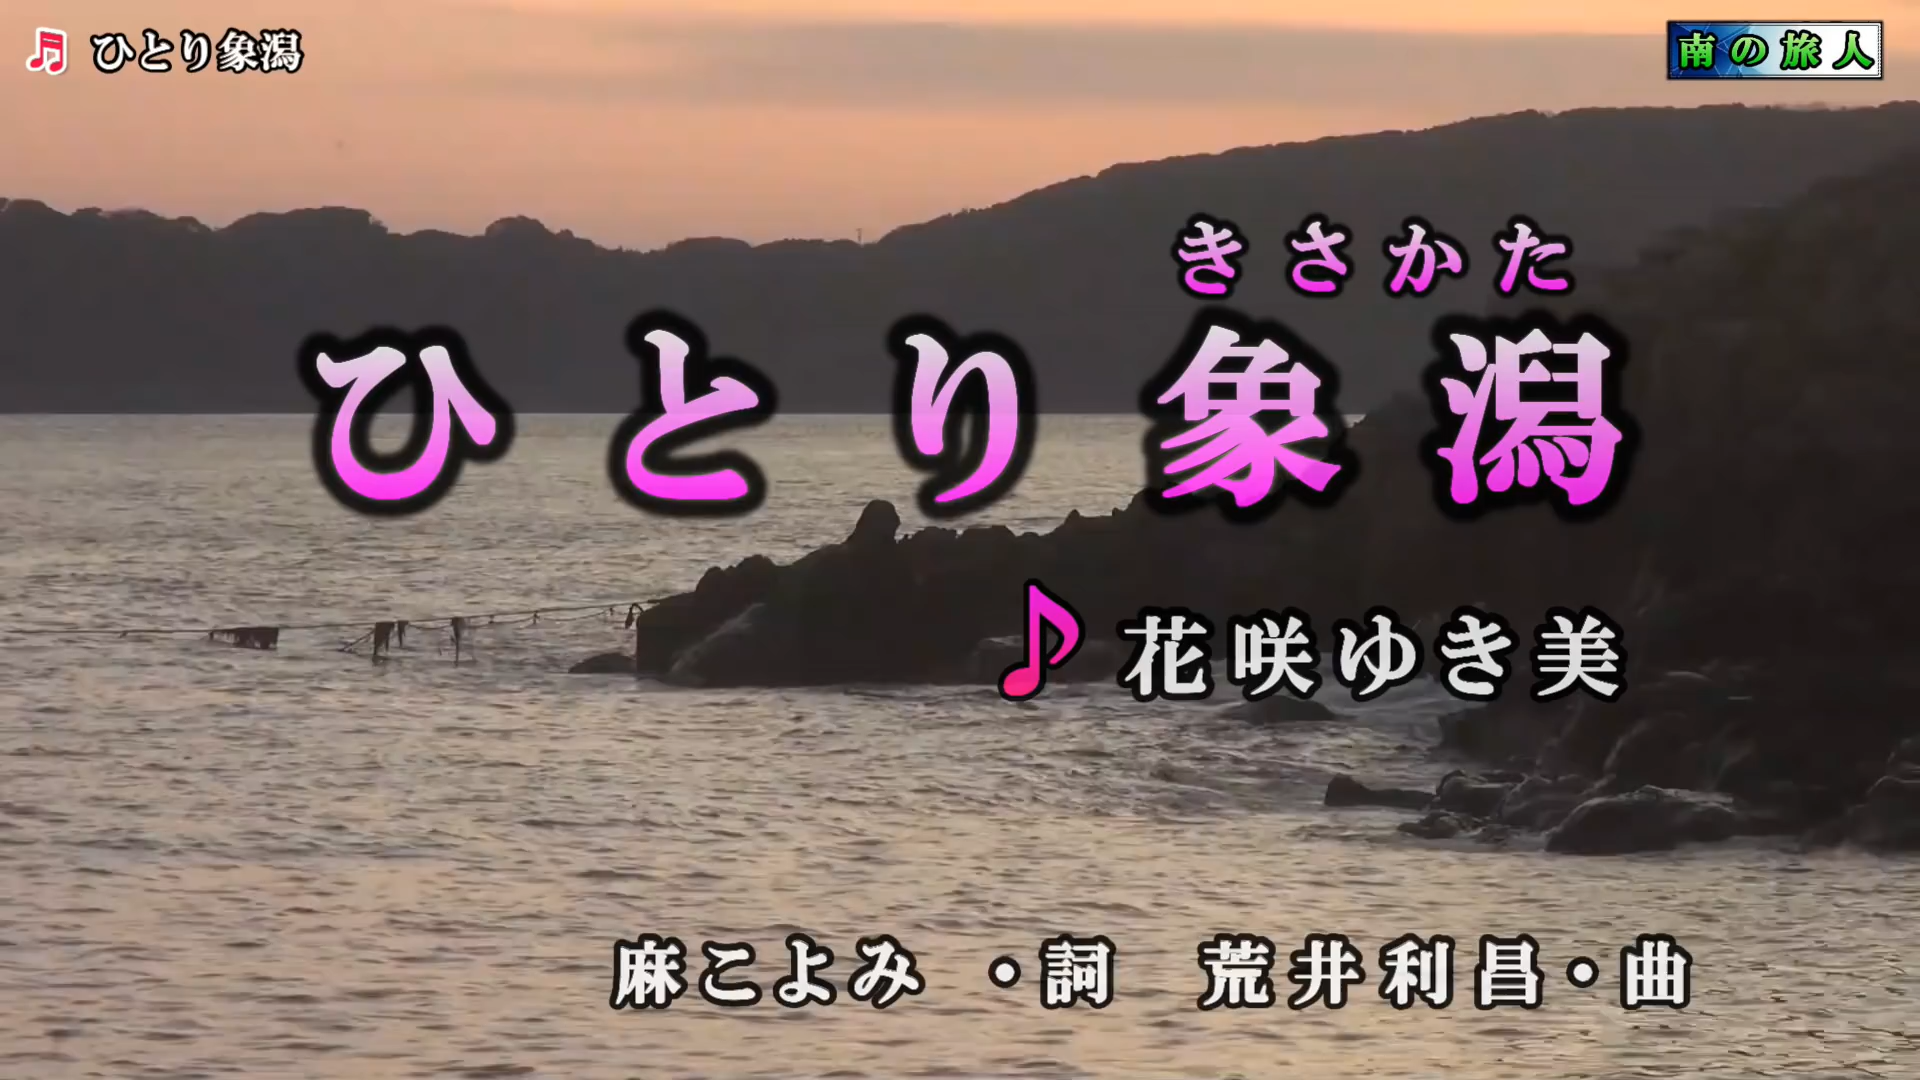 ひとり象潟
南の旅人
きさかた
ひとり象潟
花咲ゆき美
麻こよみ ・詞 荒井利昌・曲